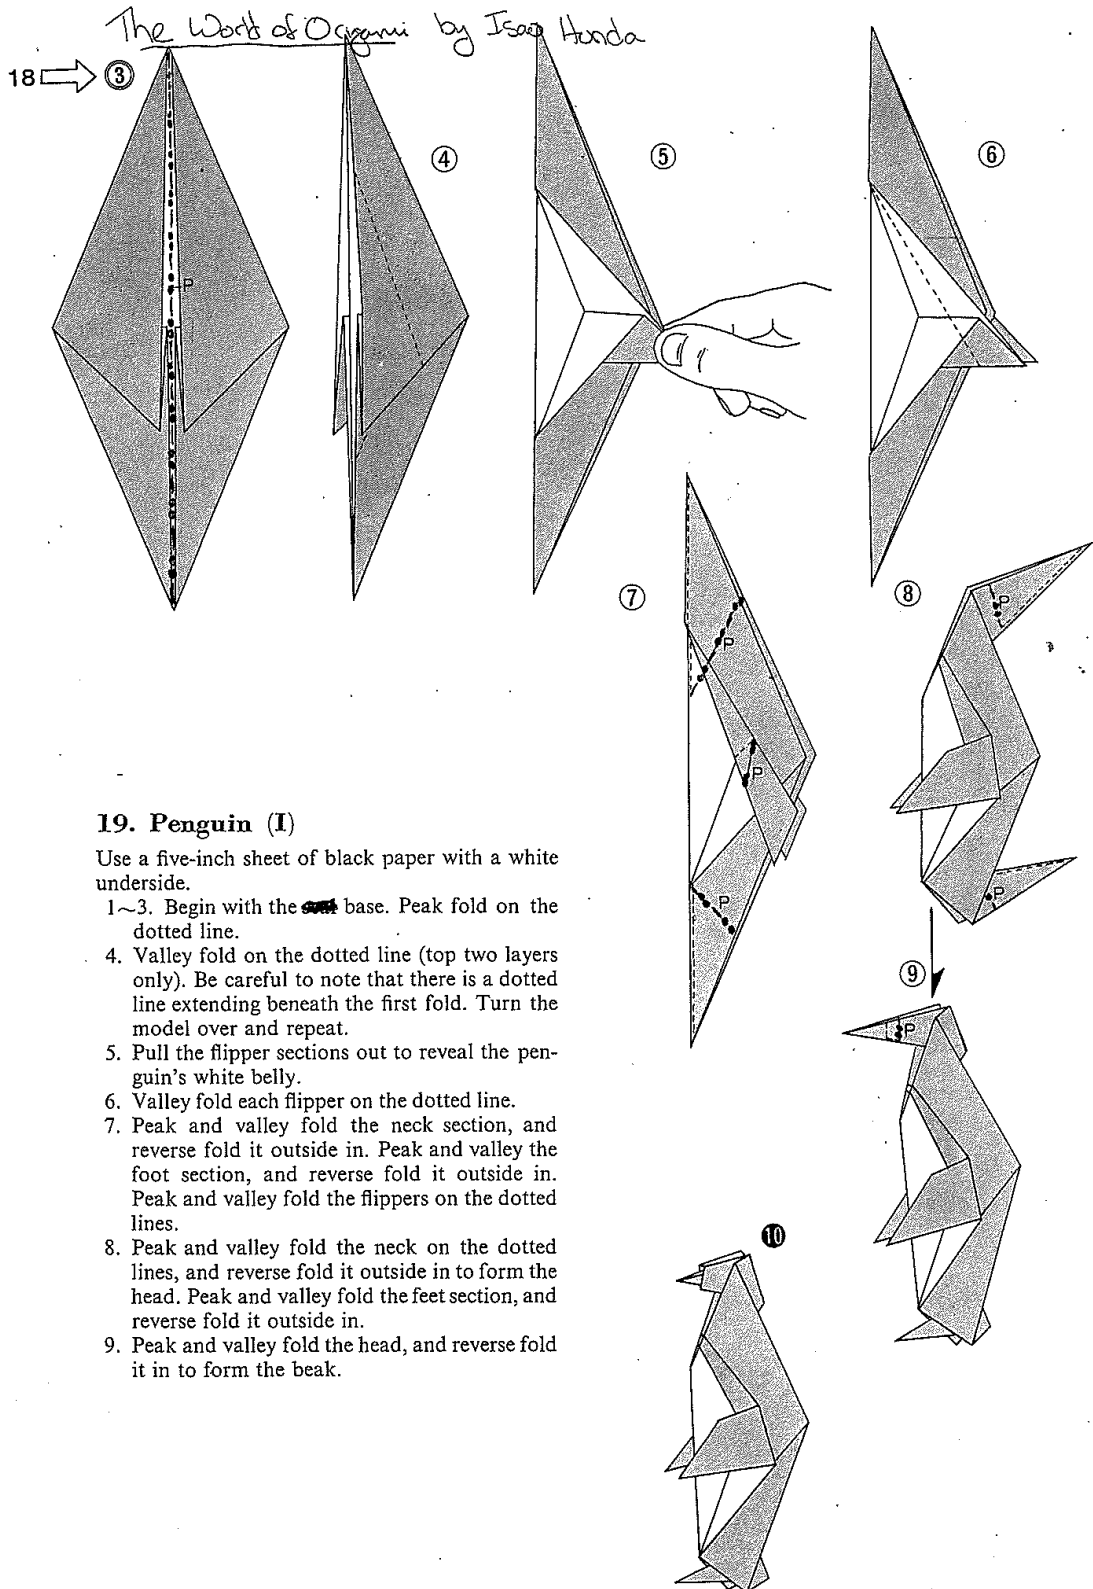 The World of Origami by Isao Honda
18 3
4
5
6
P
7
8
P
P
P
P
P
19. Penguin (I)
Use a five-inch sheet of black paper with a white
underside.
1~3. Begin with the base. Peak fold on the
dotted line.
4. Valley fold on the dotted line (top two layers
only). Be careful to note that there is a dotted
line extending beneath the first fold. Turn the
model over and repeat.
5. Pull the flipper sections out to reveal the pen-
guin's white belly.
6. Valley fold each flipper on the dotted line.
7. Peak and valley fold the neck section, and
reverse fold it outside in. Peak and valley the
foot section, and reverse fold it outside in.
Peak and valley fold the flippers on the dotted
lines.
8. Peak and valley fold the neck on the dotted
lines, and reverse fold it outside in to form the
head. Peak and valley fold the feet section, and
reverse fold it outside in.
9. Peak and valley fold the head, and reverse fold
it in to form the beak.
9
P
10